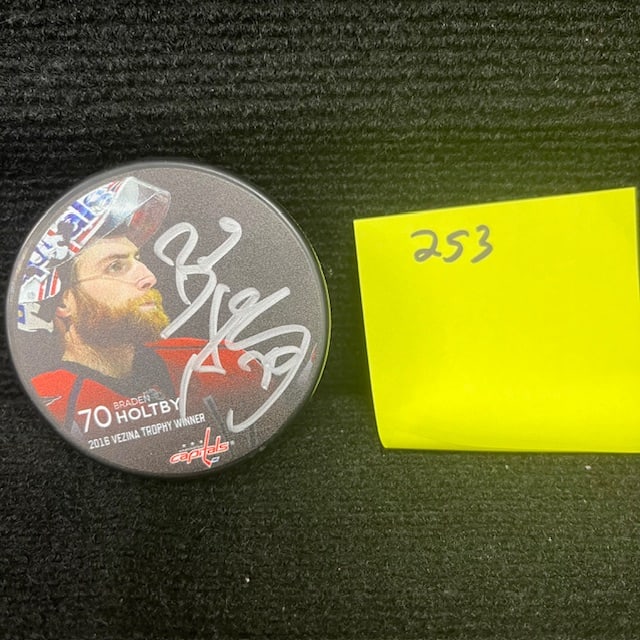 70 BRADEN
HOLTBY
2016 VEZINA TROPHY WINNER
capitals
253